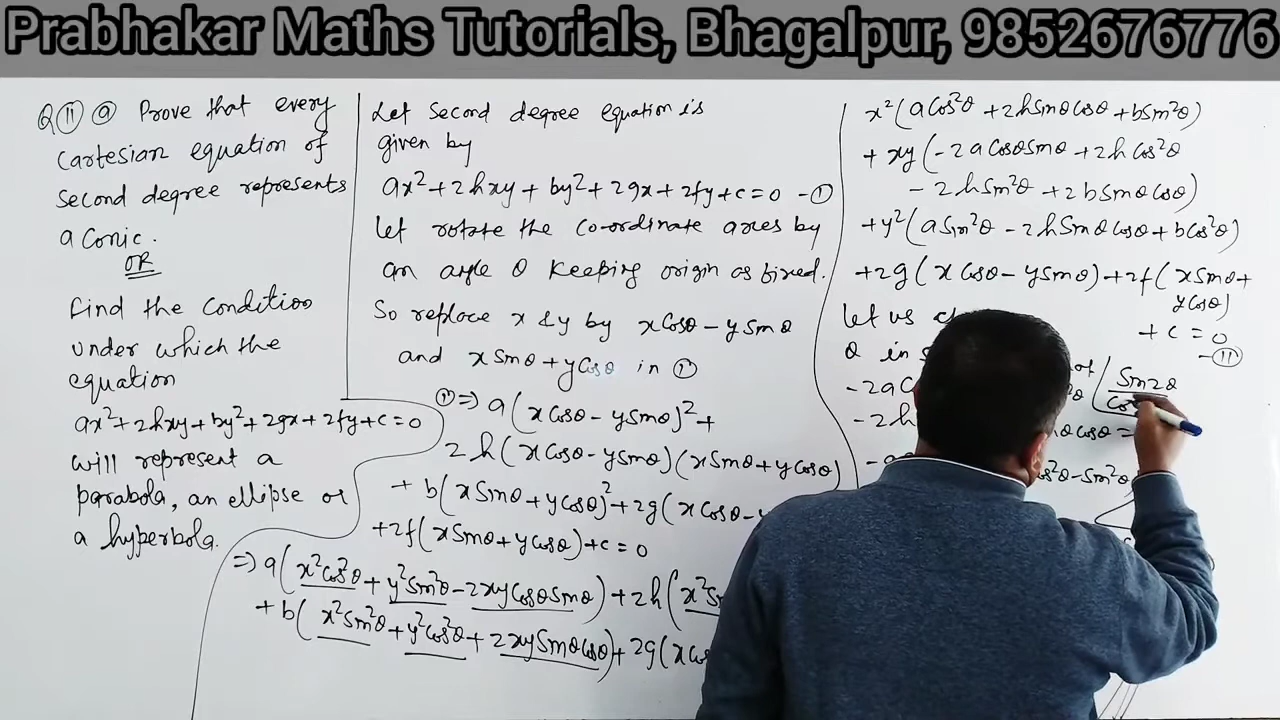 Prabhakar Maths Tutorials, Bhagalpur, 9852676776
Q (11) (a) Prove that every
Cartesian equation of
second degree represents
a Conic.
OR
Find the condition
under which the
equation
ax²+2hxy+by²+2gx+2fy+c=0
will represent a
parabola, an ellipse or
a hyperbola.
Let Second degree equation is
given by
ax²+2hxy+by²+2gx+2fy+c=0 -(1)
Let rotate the Co-ordinate axes by
an angle θ keeping origin as fixed.
So replace x & y by xCosθ-ySinθ
and xSinθ+yCosθ in (1)
(1)=> a(xCosθ-ySinθ)²+
2h(xCosθ-ySinθ)(xSinθ+yCosθ)
+b(xSinθ+yCosθ)²+2g(xCosθ-y
+2f(xSinθ+yCosθ)+c=0
=> a(x²Cos²θ+y²Sin²θ-2xyCosθSinθ)+2h(x²Sin
+b(x²Sin²θ+y²Cos²θ+2xySinθCosθ)+2g(xCos
x²(aCos²θ+2hSinθCosθ+bSin²θ)
+xy(-2aCosθSinθ+2hCos²θ
-2hSin²θ+2bSinθCosθ)
+y²(aSin²θ-2hSinθCosθ+bCos²θ)
+2g(xCosθ-ySinθ)+2f(xSinθ+
yCosθ)
+c=0
-(11)
Let us
θ in
Sin2θ
-2a
-2h
θCosθ=
Cos²θ-Sin²θ